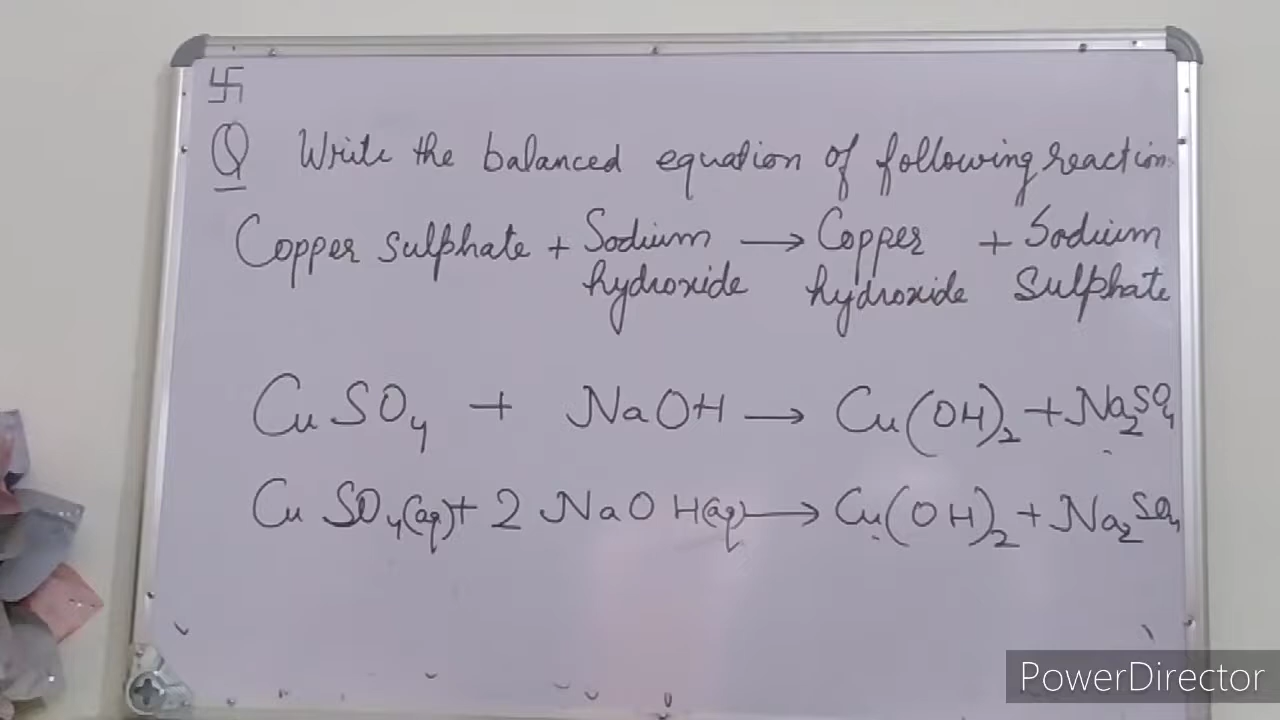 卐
Q Write the balanced equation of following reaction.
Copper sulphate + Sodium hydroxide → Copper hydroxide + Sodium Sulphate
CuSO₄ + NaOH → Cu(OH)₂ + Na₂SO₄
CuSO₄(aq) + 2 NaOH(aq) → Cu(OH)₂ + Na₂SO₄
PowerDirector